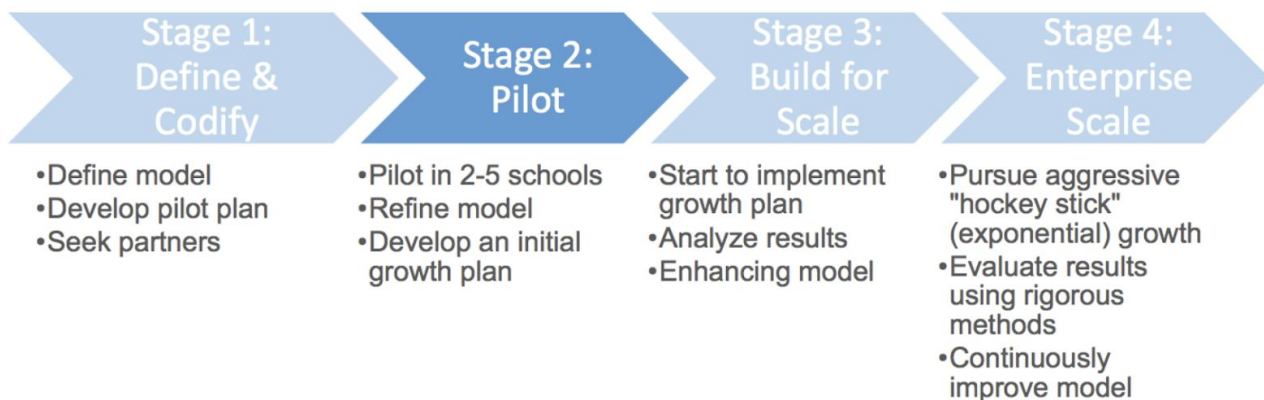 Stage 1:
Define &
Codify
Stage 2:
Pilot
Stage 3:
Build for
Scale
Stage 4:
Enterprise
Scale
•Define model
•Develop pilot plan
•Seek partners
•Pilot in 2-5 schools
•Refine model
•Develop an initial
growth plan
•Start to implement
growth plan
•Analyze results
•Enhancing model
•Pursue aggressive
"hockey stick"
(exponential) growth
•Evaluate results
using rigorous
methods
•Continuously
improve model